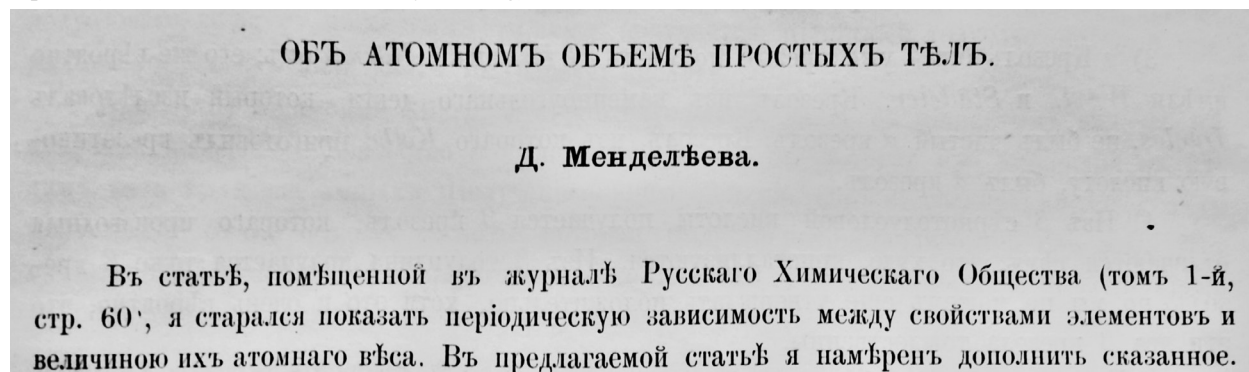 ОБЪ АТОМНОМЪ ОБЪЕМѢ ПРОСТЫХЪ ТѢЛЪ.
Д. Менделѣева.
Въ статьѣ, помѣщенной въ журналѣ Русскаго Химическаго Общества (томъ 1-й,
стр. 60', я старался показать періодическую зависимость между свойствами элементовъ и
величиною ихъ атомнаго вѣса. Въ предлагаемой статьѣ я намѣренъ дополнить сказанное.